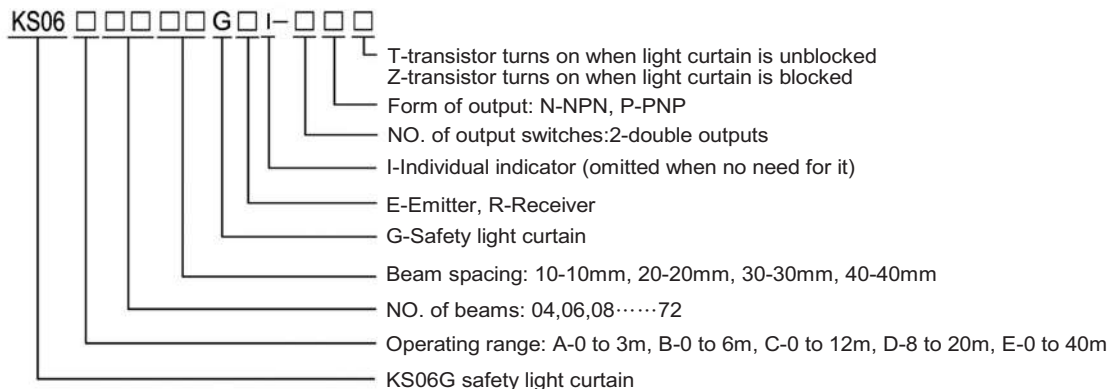 KS06 □ □□ □□ G □ I-□ □ □
T-transistor turns on when light curtain is unblocked
Z-transistor turns on when light curtain is blocked
Form of output: N-NPN, P-PNP
NO. of output switches:2-double outputs
I-Individual indicator (omitted when no need for it)
E-Emitter, R-Receiver
G-Safety light curtain
Beam spacing: 10-10mm, 20-20mm, 30-30mm, 40-40mm
NO. of beams: 04,06,08⋯⋯72
Operating range: A-0 to 3m, B-0 to 6m, C-0 to 12m, D-8 to 20m, E-0 to 40m
KS06G safety light curtain